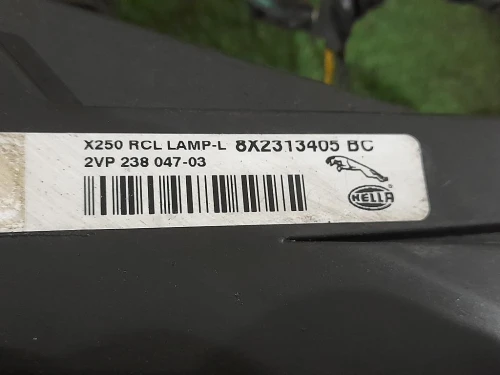 X250 RCL LAMP-L 8X2313405 BC
2VP 238 047-03
HELLA